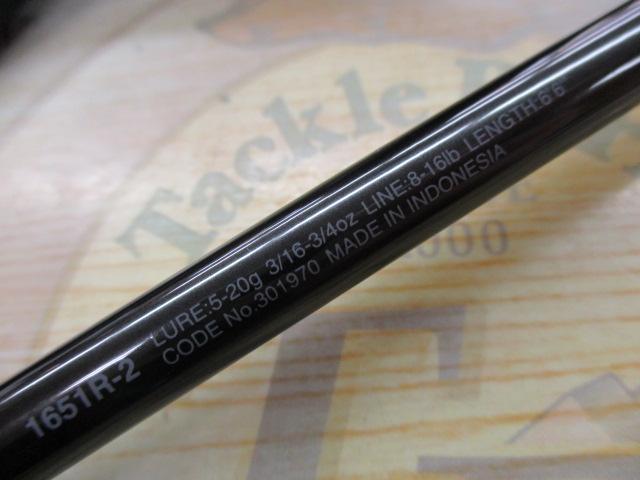 1651R-2
LURE:5-20g 3/16-3/4oz LINE:8-16lb LENGTH:6'6"
CODE No.301970 MADE IN INDONESIA
Tackle